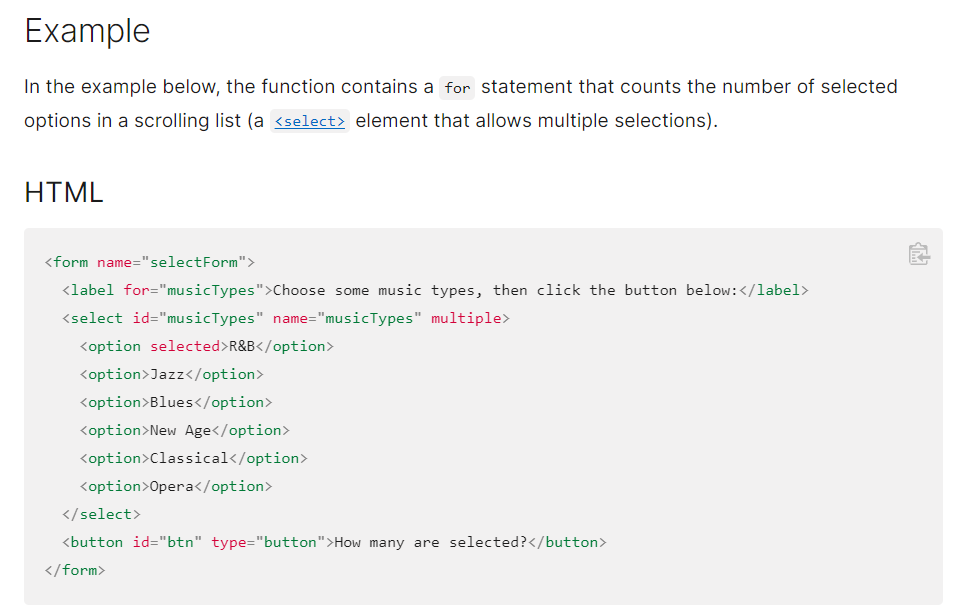 Example
In the example below, the function contains a for statement that counts the number of selected
options in a scrolling list (a <select> element that allows multiple selections).
HTML
<form name="selectForm">
  <label for="musicTypes">Choose some music types, then click the button below:</label>
  <select id="musicTypes" name="musicTypes" multiple>
    <option selected>R&B</option>
    <option>Jazz</option>
    <option>Blues</option>
    <option>New Age</option>
    <option>Classical</option>
    <option>Opera</option>
  </select>
  <button id="btn" type="button">How many are selected?</button>
</form>